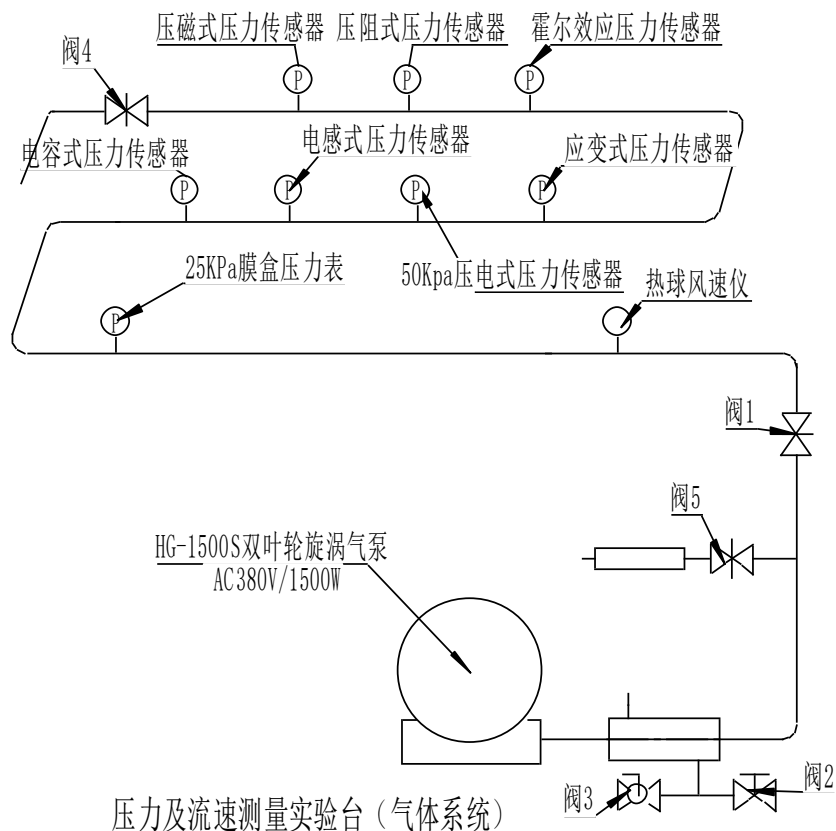 压磁式压力传感器 压阻式压力传感器 霍尔效应压力传感器
阀4
P P P
电容式压力传感器 电感式压力传感器 应变式压力传感器
P P P P
25KPa膜盒压力表 50Kpa压电式压力传感器 热球风速仪
P
阀1
阀5
HG-1500S双叶轮旋涡气泵
AC380V/1500W
阀3 阀2
压力及流速测量实验台（气体系统）